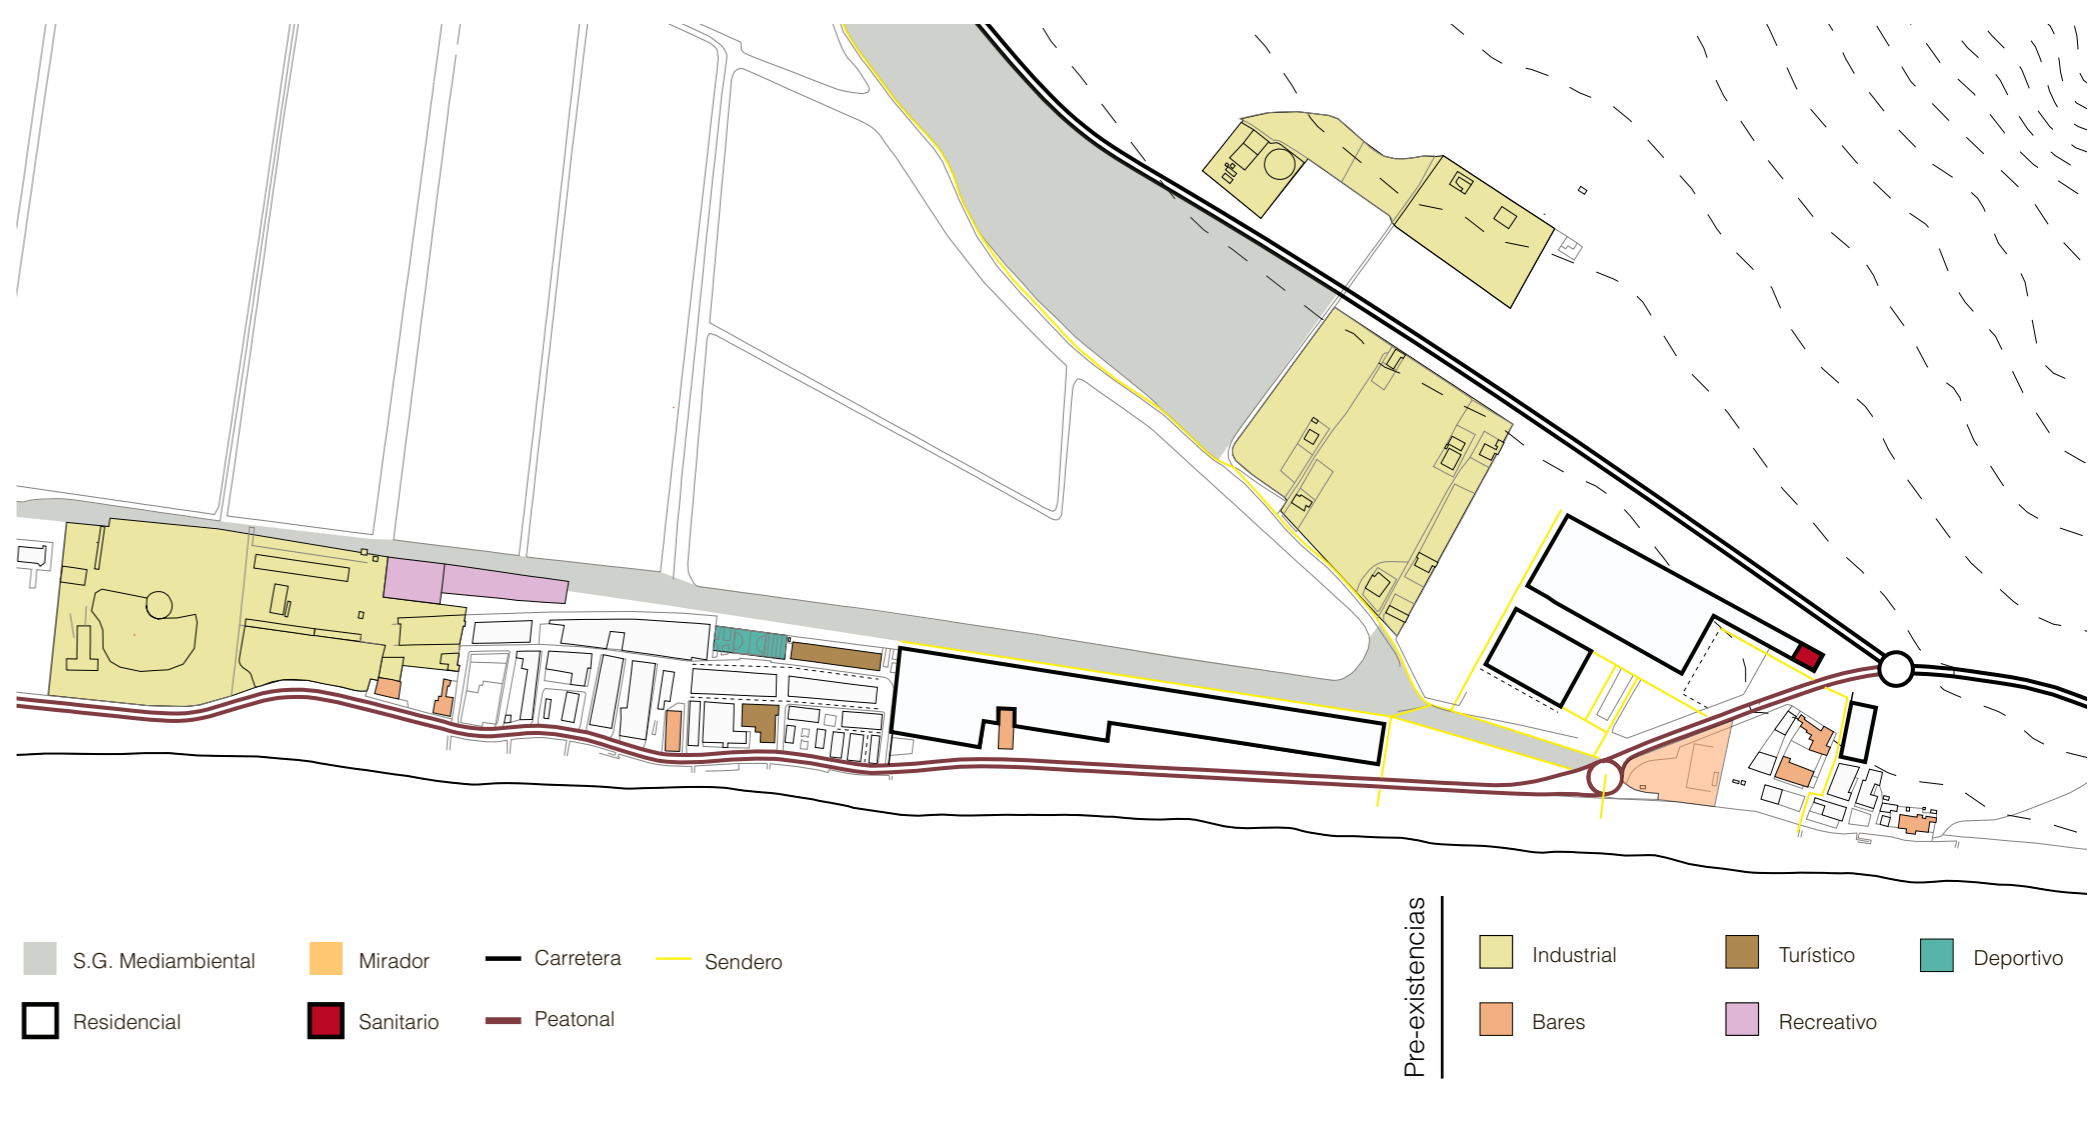 S.G. Mediambiental
Mirador
Carretera
Sendero
Residencial
Sanitario
Peatonal
Pre-existencias
Industrial
Turístico
Deportivo
Bares
Recreativo